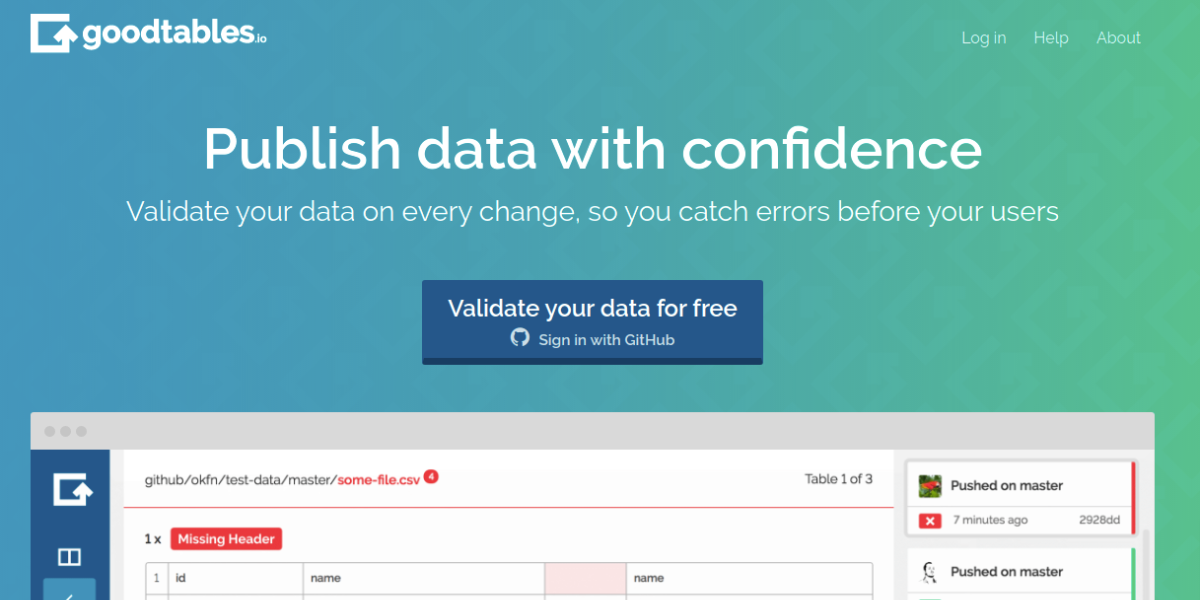 goodtables.io
Log in Help About
Publish data with confidence
Validate your data on every change, so you catch errors before your users
Validate your data for free
Sign in with GitHub
github/okfn/test-data/master/some-file.csv 4
Table 1 of 3
1 x Missing Header
1 id name name
Pushed on master
7 minutes ago 2928dd
Pushed on master